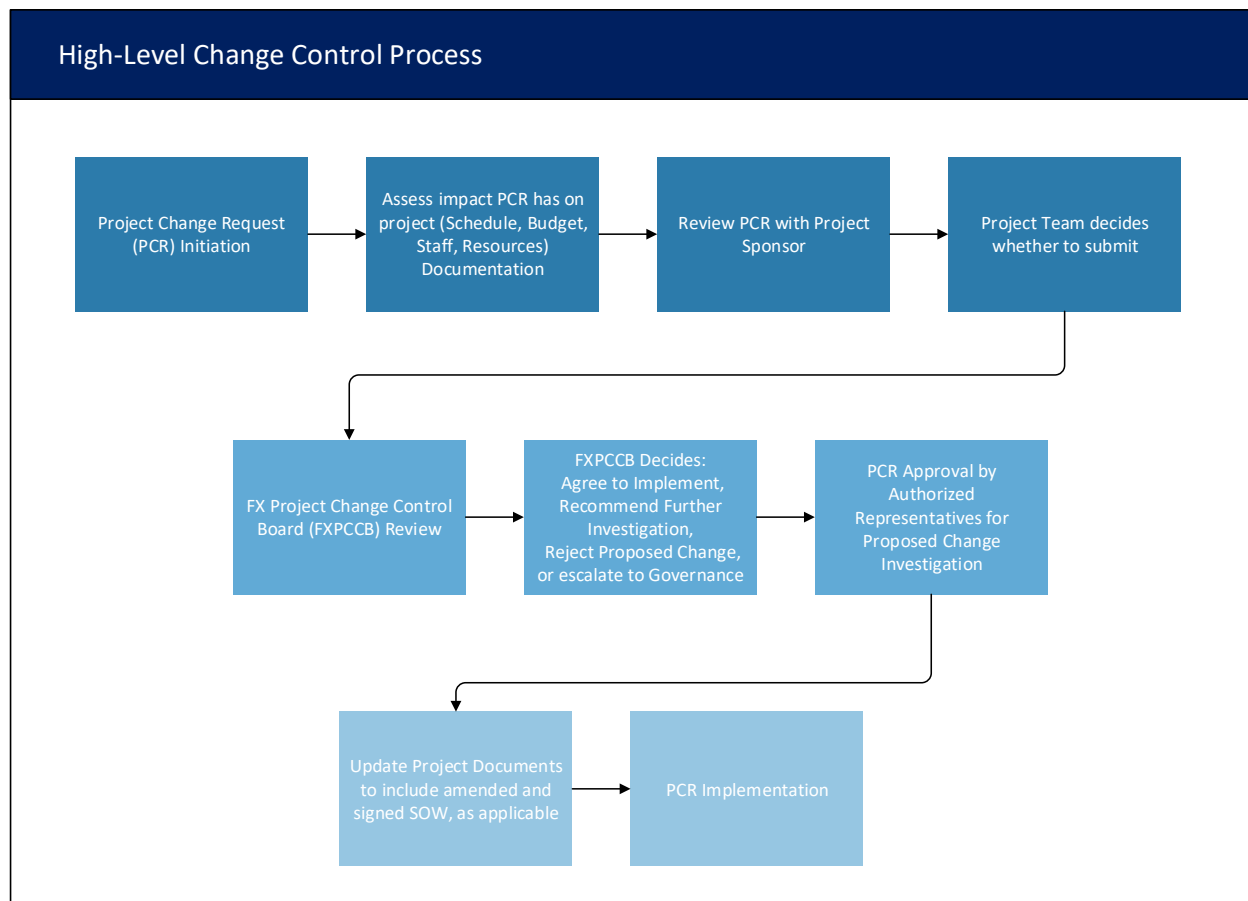 High-Level Change Control Process
Project Change Request
(PCR) Initiation
Assess impact PCR has on
project (Schedule, Budget,
Staff, Resources)
Documentation
Review PCR with Project
Sponsor
Project Team decides
whether to submit
FX Project Change Control
Board (FXPCCB) Review
FXPCCB Decides:
Agree to Implement,
Recommend Further
Investigation,
Reject Proposed Change,
or escalate to Governance
PCR Approval by
Authorized
Representatives for
Proposed Change
Investigation
Update Project Documents
to include amended and
signed SOW, as applicable
PCR Implementation